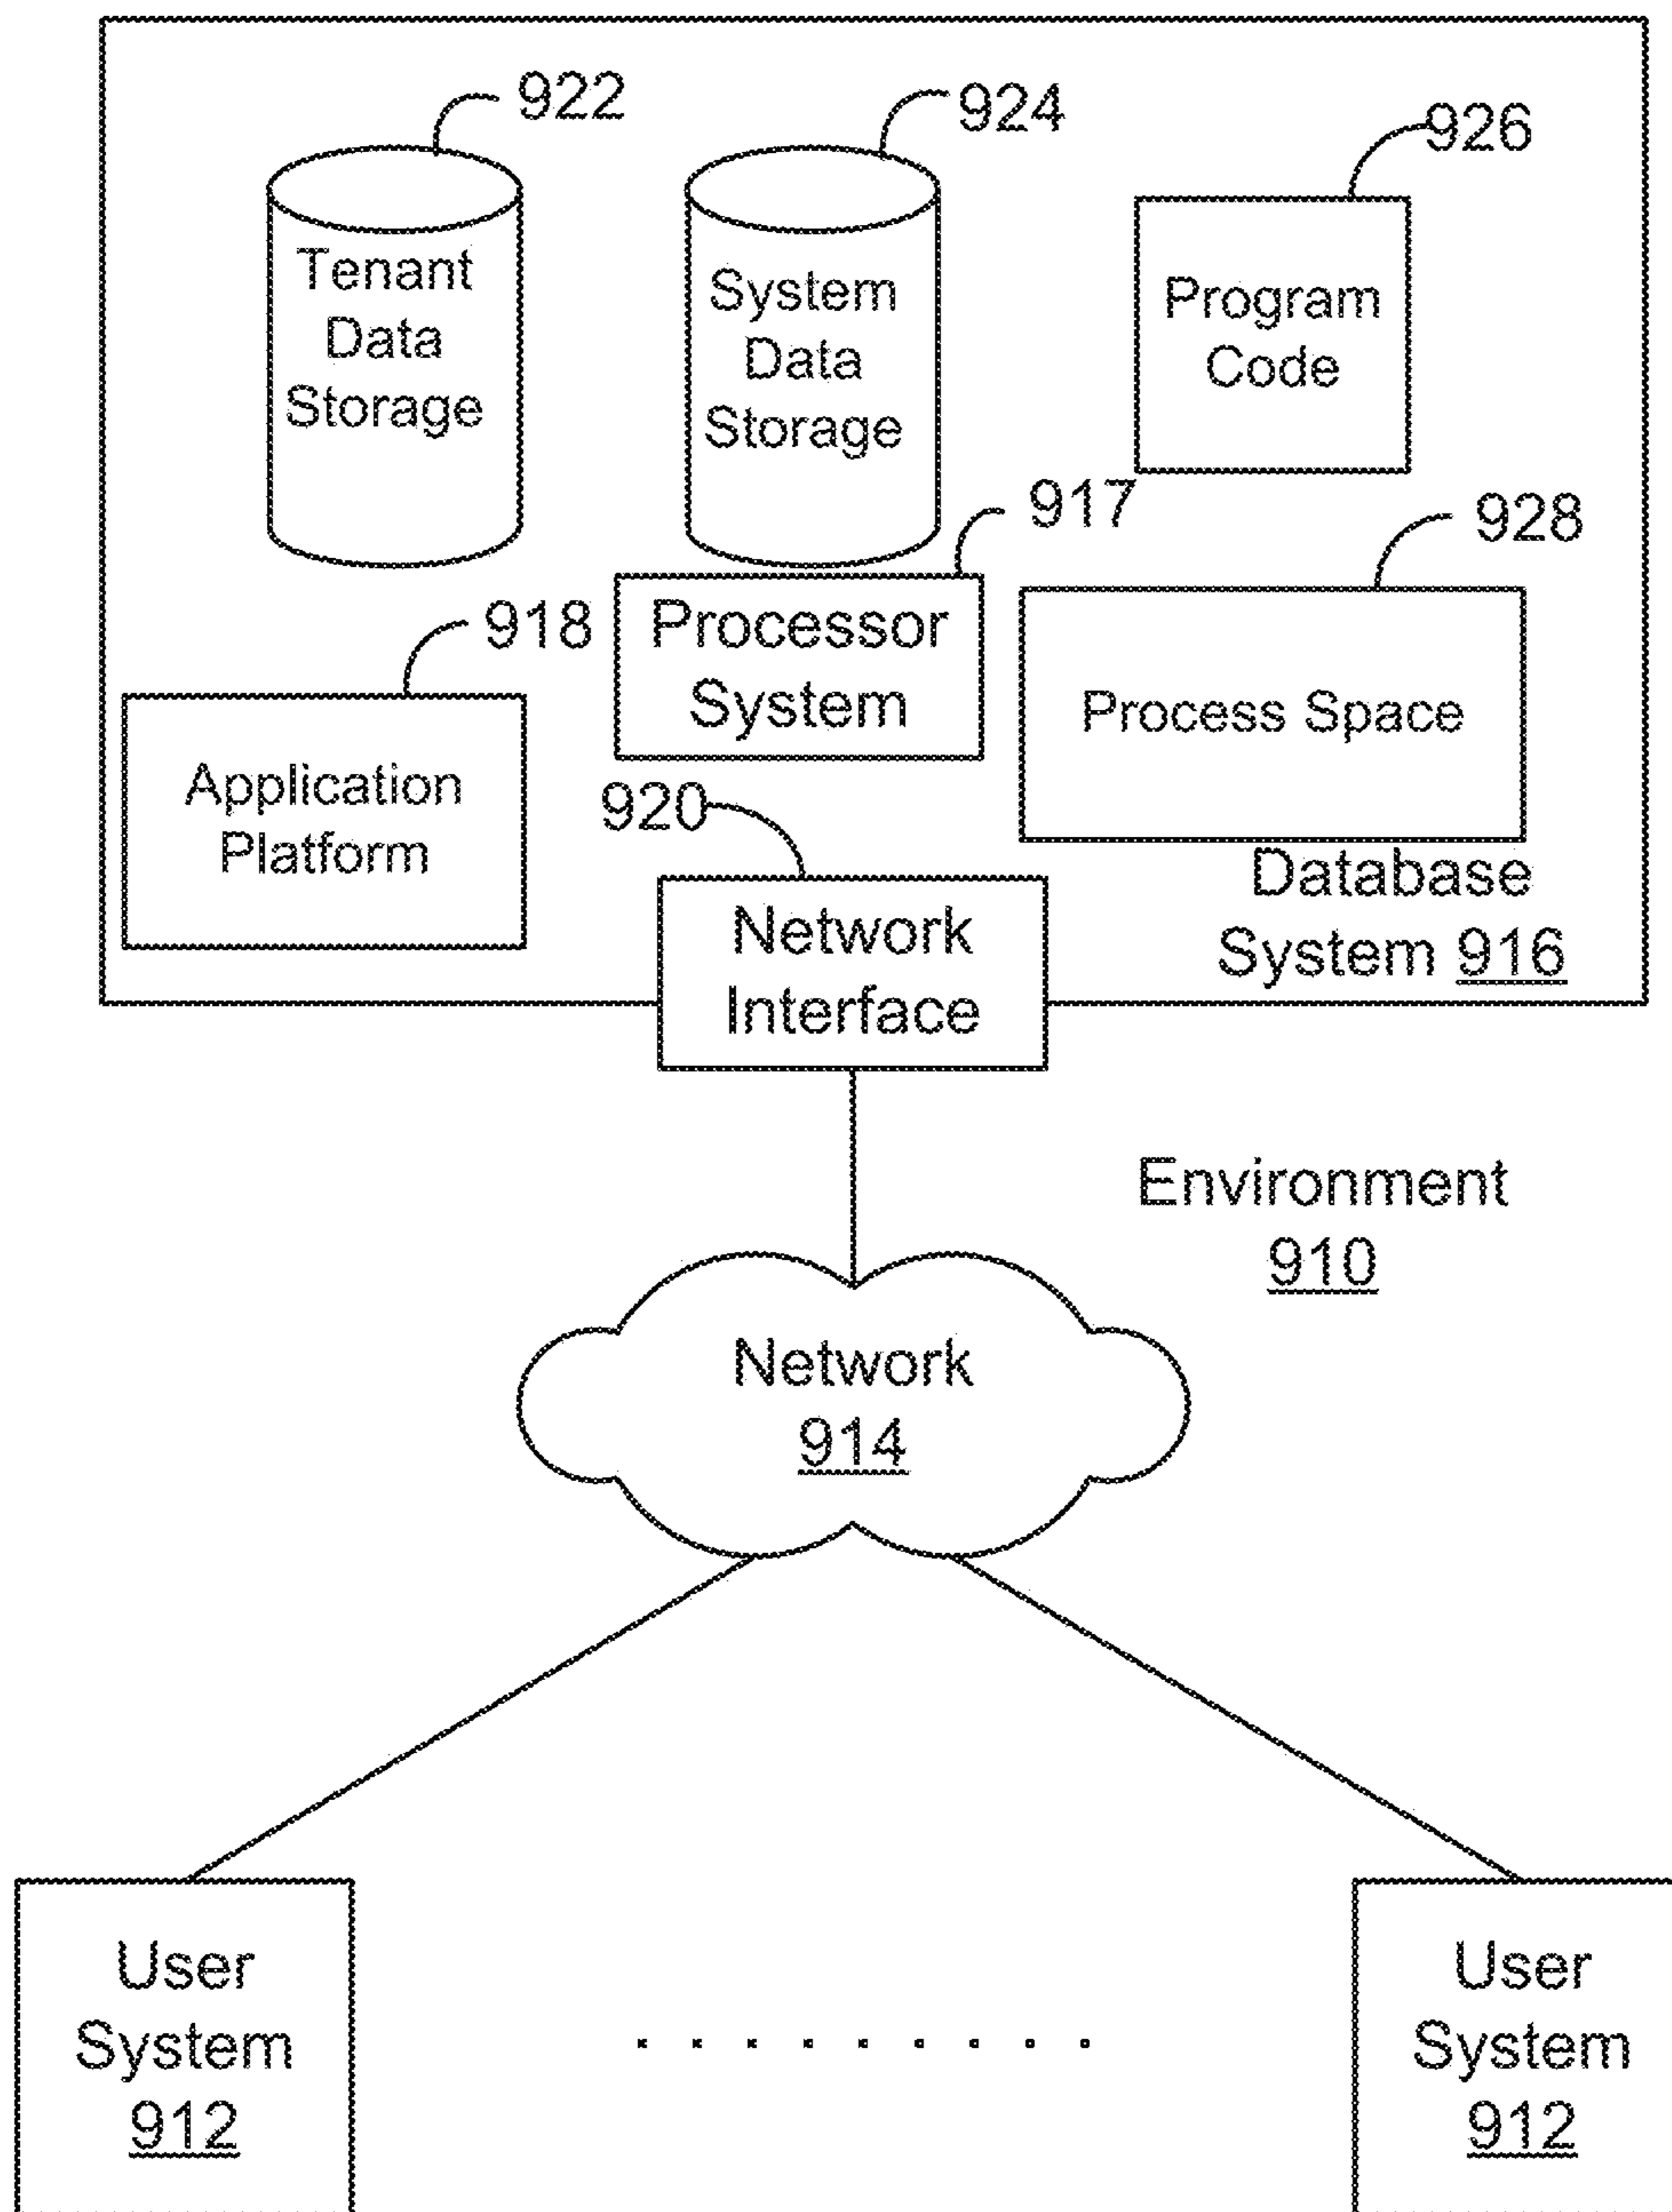 922
924
926
Tenant
Data
Storage
System
Data
Storage
Program
Code
917
928
918
Processor
System
Process Space
Application
Platform
920
Network
Interface
Database
System 916
Environment
910
Network
914
User
System
912
User
System
912